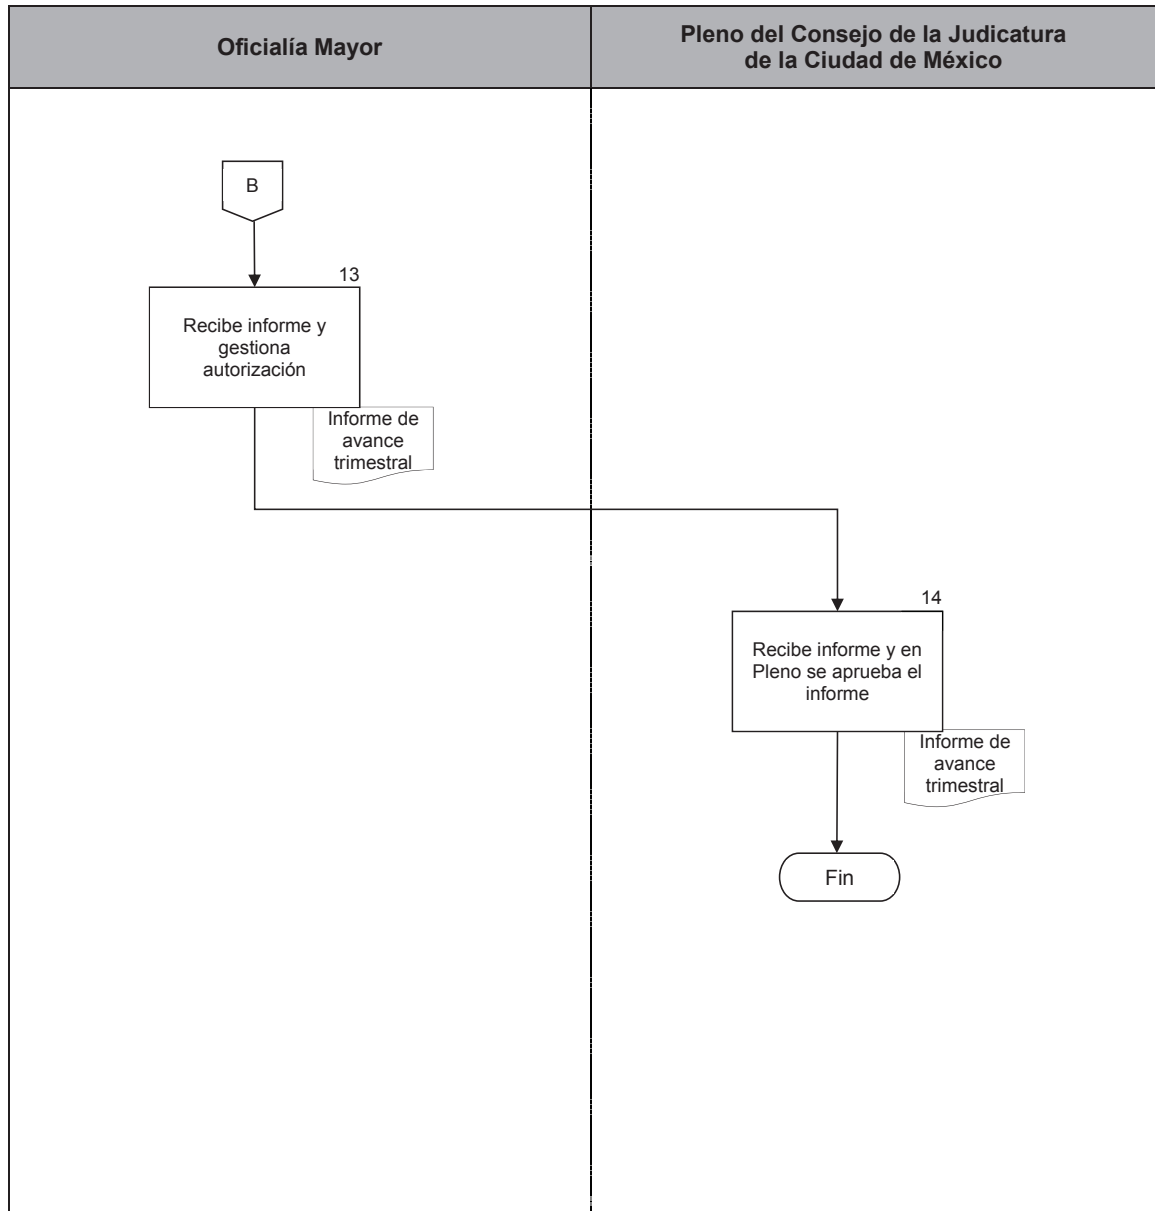 Oficialía Mayor
Pleno del Consejo de la Judicatura
de la Ciudad de México
B
13
Recibe informe y
gestiona
autorización
Informe de
avance
trimestral
14
Recibe informe y en
Pleno se aprueba el
informe
Informe de
avance
trimestral
Fin